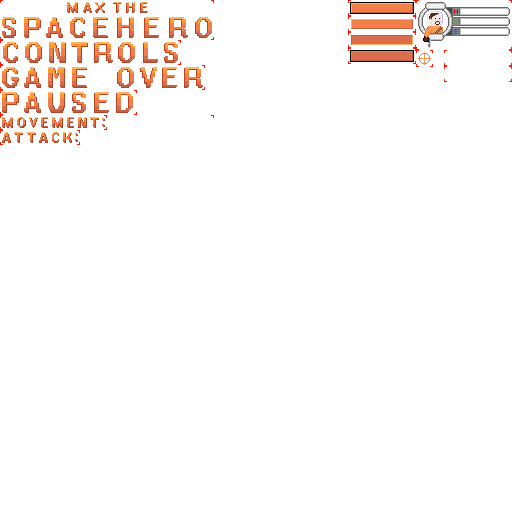 MAX THE
SPACEHERO
CONTROLS
GAME OVER
PAUSED
MOVEMENT:
ATTACK:
H